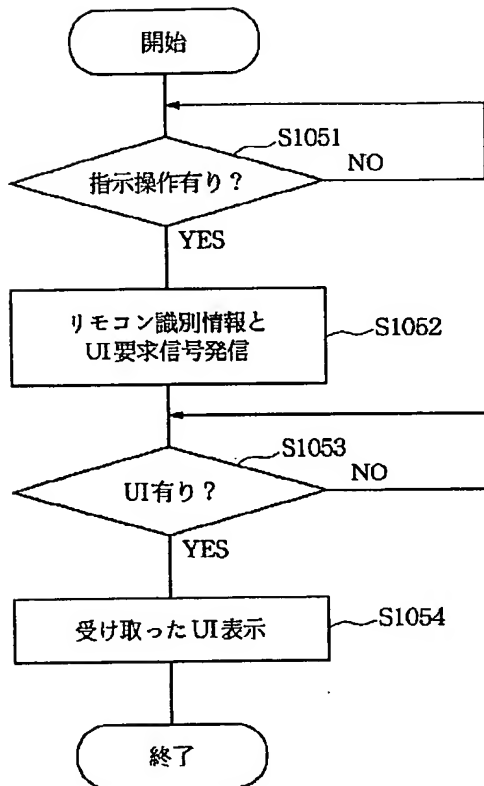 開始
S1051
指示操作有り?
NO
YES
リモコン識別情報と
UI要求信号発信
S1052
S1053
UI有り?
NO
YES
受け取ったUI表示
S1054
終了